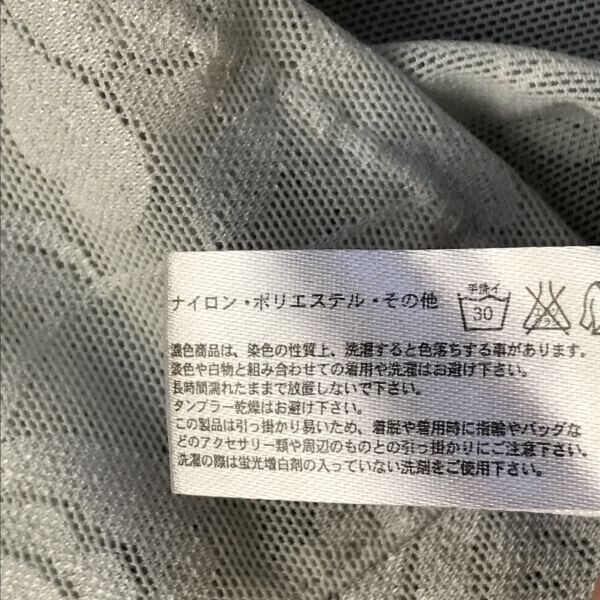 ナイロン・ポリエステル・その他
手洗イ
30
濃色商品は、染色の性質上、洗濯すると色落ちする事があります。
淡色や白物と組み合わせての着用や洗濯はお避け下さい。
長時間濡れたままで放置しないで下さい。
タンブラー乾燥はお避け下さい。
この製品は引っ掛かり易いため、着脱や着用時に指輪やバッグな
どのアクセサリー類や周辺のものとの引っ掛かりにご注意下さい。
洗濯の際は蛍光増白剤の入っていない洗剤をご使用下さい。